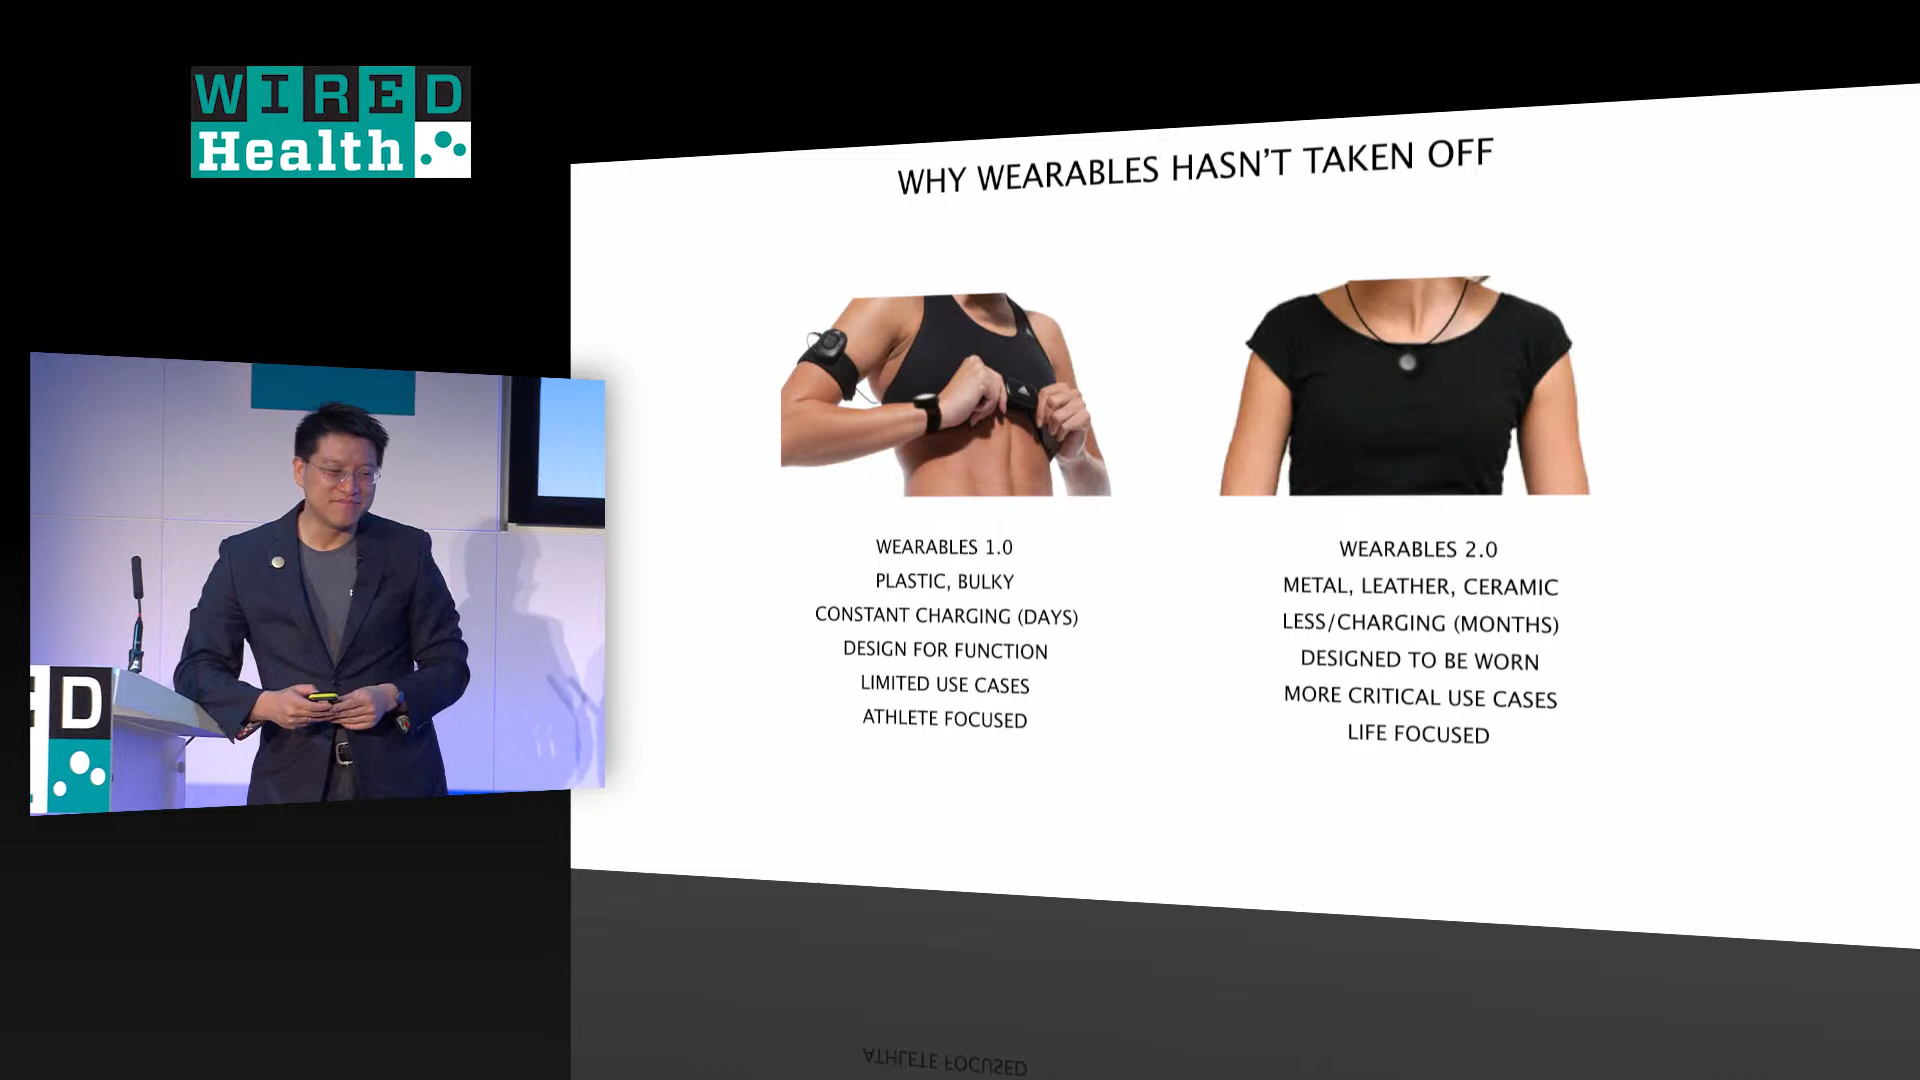 WIRED
Health
WHY WEARABLES HASN'T TAKEN OFF
WEARABLES 1.0
PLASTIC, BULKY
CONSTANT CHARGING (DAYS)
DESIGN FOR FUNCTION
LIMITED USE CASES
ATHLETE FOCUSED
WEARABLES 2.0
METAL, LEATHER, CERAMIC
LESS/CHARGING (MONTHS)
DESIGNED TO BE WORN
MORE CRITICAL USE CASES
LIFE FOCUSED
ED
ATHLETE FOCUSED